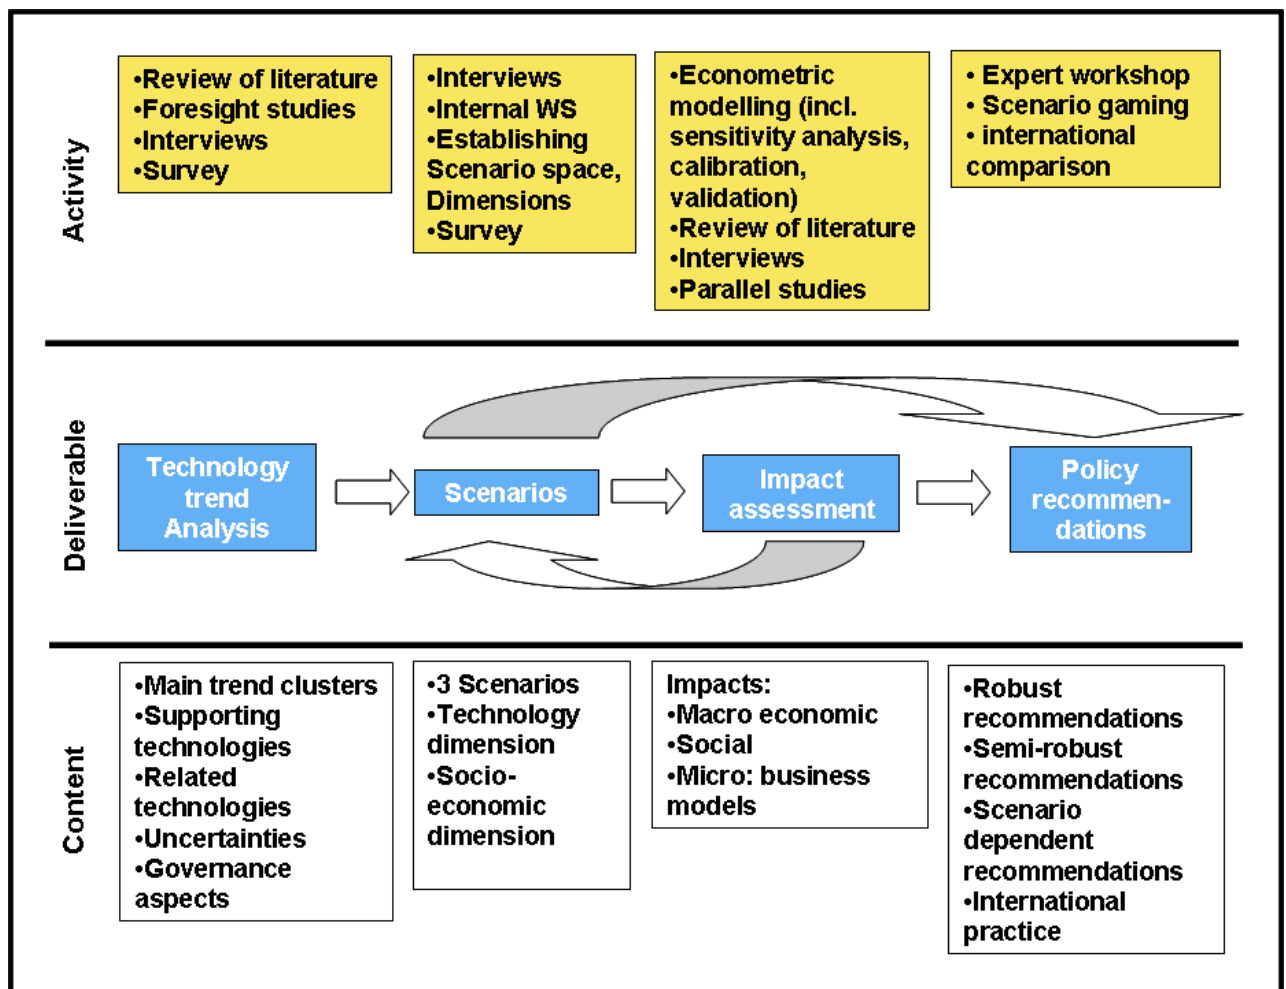 Activity
•Review of literature
•Foresight studies
•Interviews
•Survey
•Interviews
•Internal WS
•Establishing
Scenario space,
Dimensions
•Survey
•Econometric
modelling (incl.
sensitivity analysis,
calibration,
validation)
•Review of literature
•Interviews
•Parallel studies
• Expert workshop
• Scenario gaming
• international
comparison
Deliverable
Technology
trend
Analysis
Scenarios
Impact
assessment
Policy
recommen-
dations
Content
•Main trend clusters
•Supporting
technologies
•Related
technologies
•Uncertainties
•Governance
aspects
•3 Scenarios
•Technology
dimension
•Socio-
economic
dimension
Impacts:
•Macro economic
•Social
•Micro: business
models
•Robust
recommendations
•Semi-robust
recommendations
•Scenario
dependent
recommendations
•International
practice